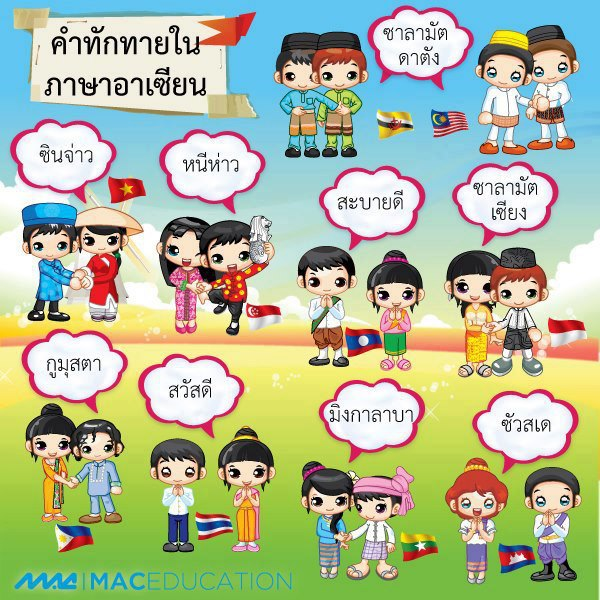 คำทักทายใน
ภาษาอาเซียน
ซาลามัต
ดาตัง
ซินจ่าว
หนีห่าว
สะบายดี
ซาลามัต
เซียง
กูมุสตา
สวัสดี
มิงกาลาบา
ซัวสเด
MAC | MACEDUCATION